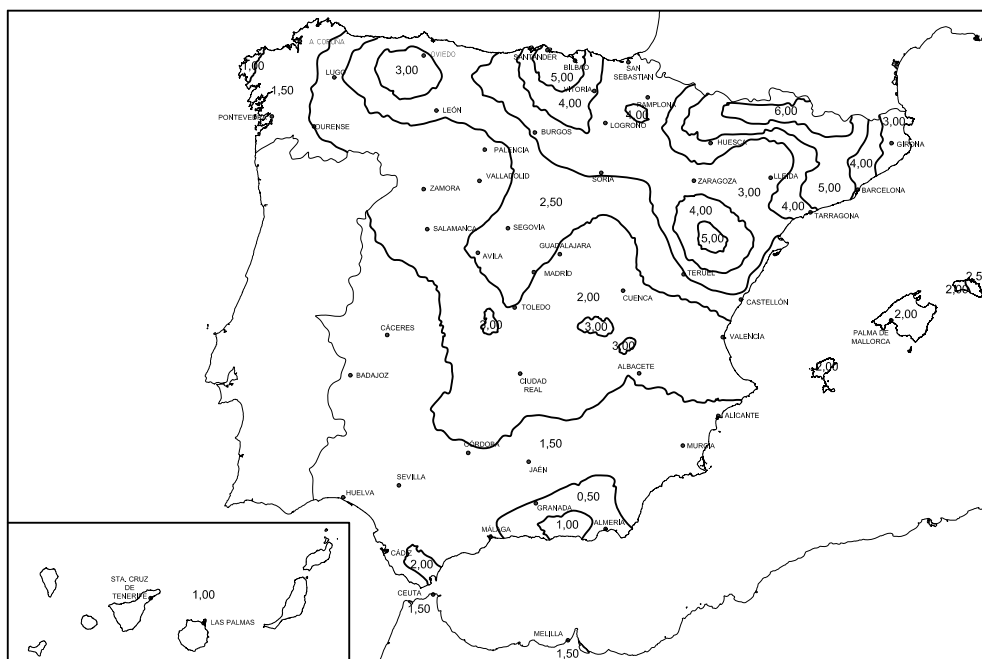 A CORUÑA
LUGO
OVIEDO
SANTANDER
BILBAO
SAN
SEBASTIAN
1,00
1,50
3,00
5,00
VITORIA
4,00
PAMPLONA
4,00
6,00
3,00
PONTEVEDRA
OURENSE
LEÓN
BURGOS
LOGROÑO
HUESCA
GIRONA
PALENCIA
4,00
ZAMORA
VALLADOLID
SORIA
ZARAGOZA
LLEIDA
3,00
5,00
BARCELONA
2,50
4,00
4,00
TARRAGONA
SALAMANCA
SEGOVIA
5,00
AVILA
GUADALAJARA
MADRÍD
TERUEL
2,5
2,00
2,00
CUENCA
CASTELLÓN
TOLEDO
2,00
3,00
3,00
CÁCERES
VALENCIA
PALMA DE
MALLORCA
3,00
BADAJOZ
CIUDAD
REAL
ALBACETE
2,00
ALICANTE
1,50
CÓRDOBA
MURCIA
JAÉN
SEVILLA
HUELVA
0,50
GRANADA
1,00
ALMERÍA
MÁLAGA
CÁDIZ
2,00
CEUTA
1,50
MELILLA
1,50
STA. CRUZ
DE
TENERIFE
1,00
LAS PALMAS